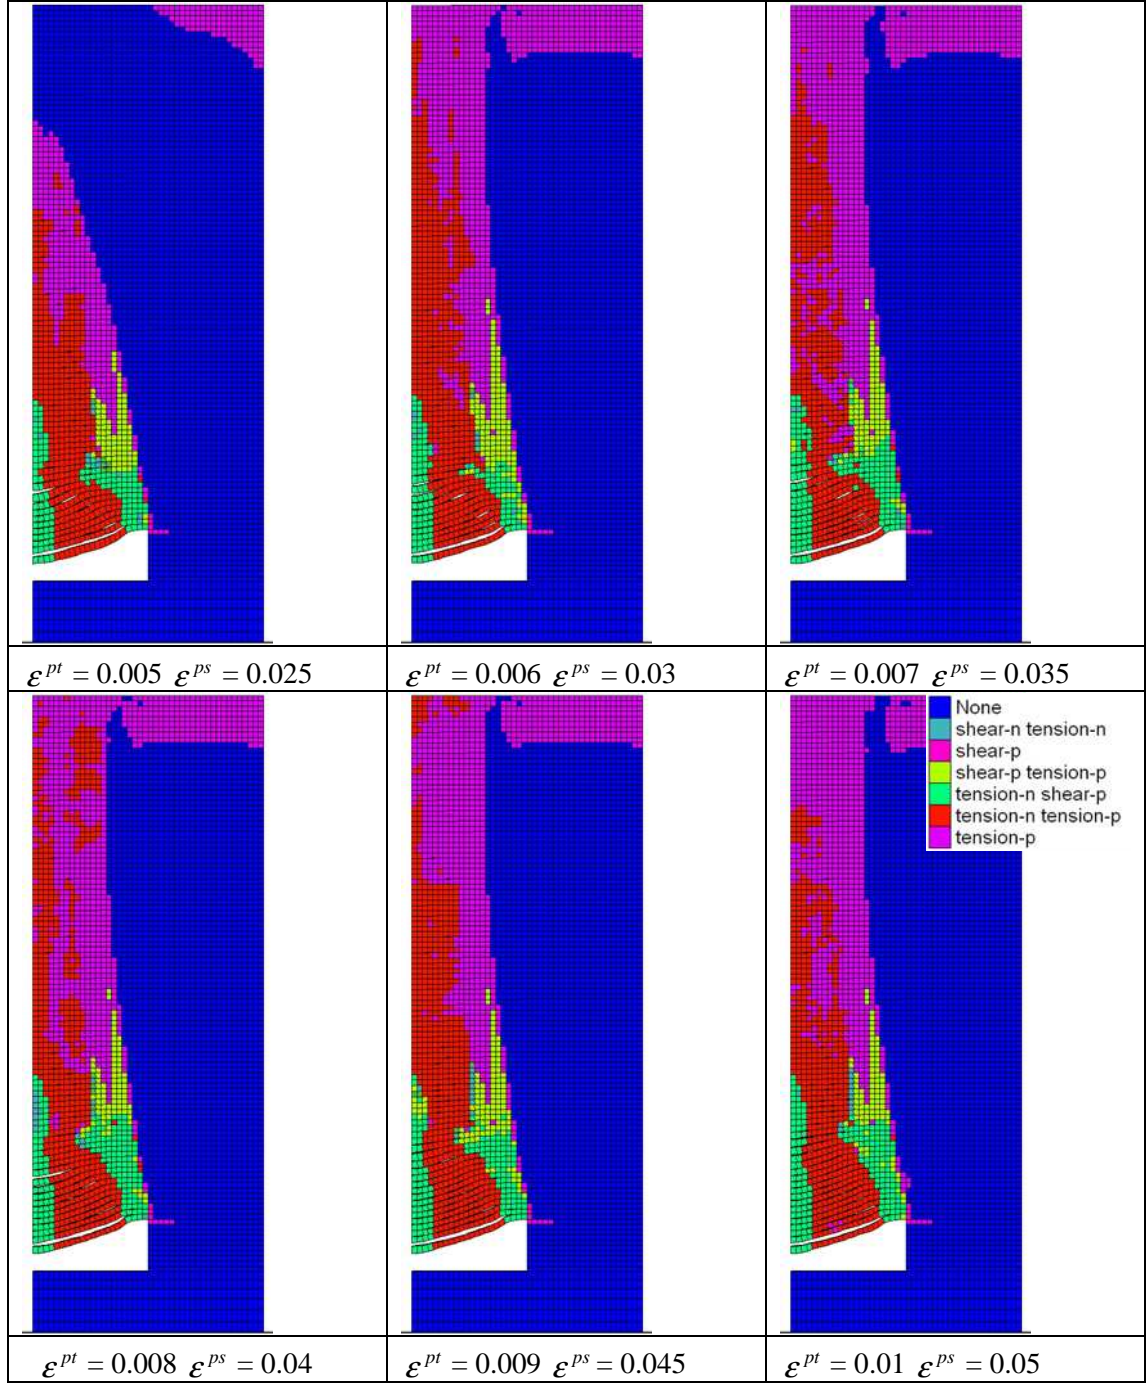 ε^pt = 0.005 ε^ps = 0.025
ε^pt = 0.006 ε^ps = 0.03
ε^pt = 0.007 ε^ps = 0.035
None
shear-n tension-n
shear-p
shear-p tension-p
tension-n shear-p
tension-n tension-p
tension-p
ε^pt = 0.008 ε^ps = 0.04
ε^pt = 0.009 ε^ps = 0.045
ε^pt = 0.01 ε^ps = 0.05